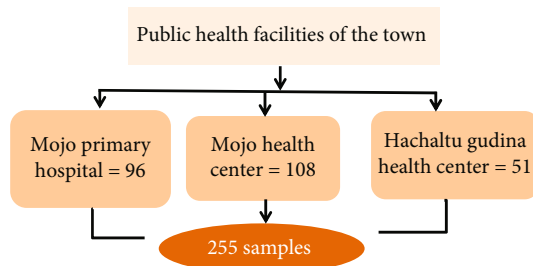 Public health facilities of the town
Mojo primary
hospital = 96
Mojo health
center = 108
Hachaltu gudina
health center = 51
255 samples